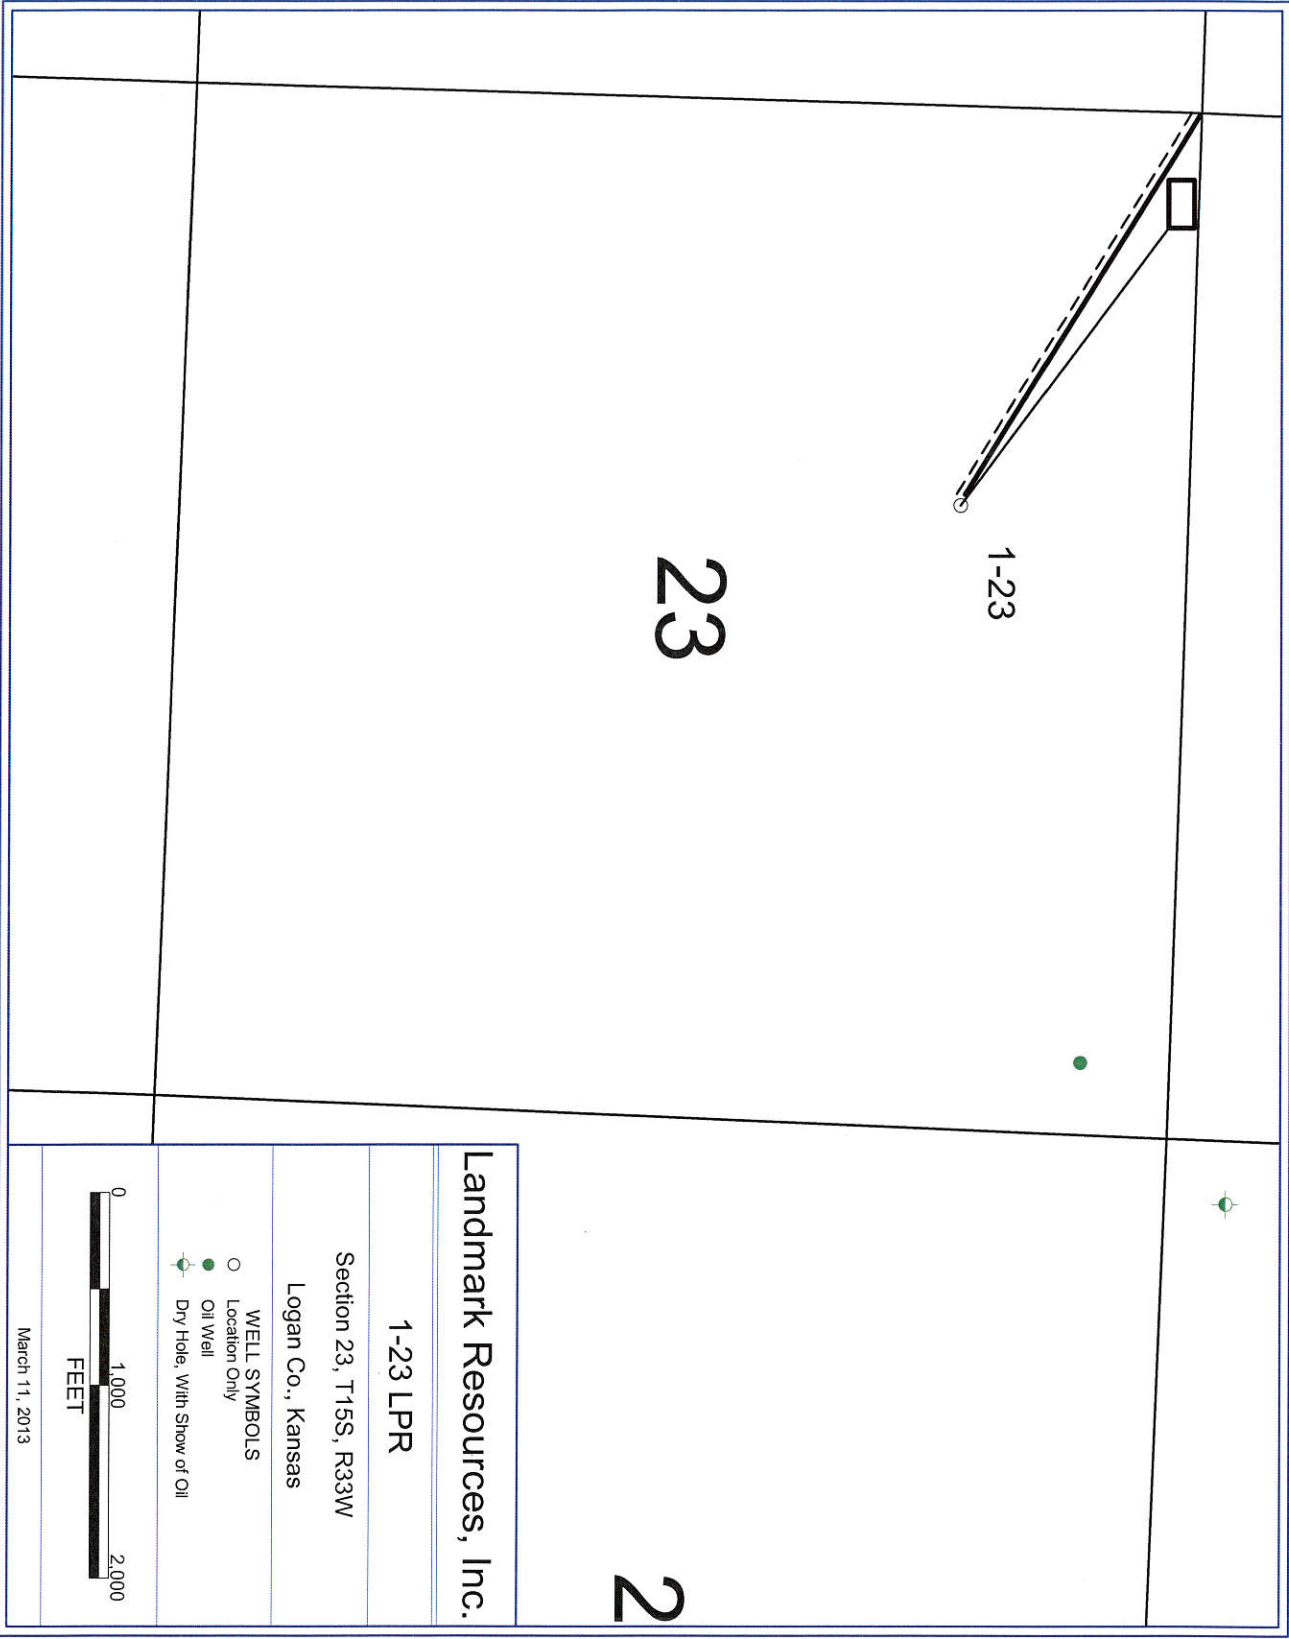 1-23
23
2
Landmark Resources, Inc.
1-23 LPR
Section 23, T15S, R33W
Logan Co., Kansas
WELL SYMBOLS
Location Only
Oil Well
Dry Hole, With Show of Oil
0 1,000 2,000
FEET
March 11, 2013